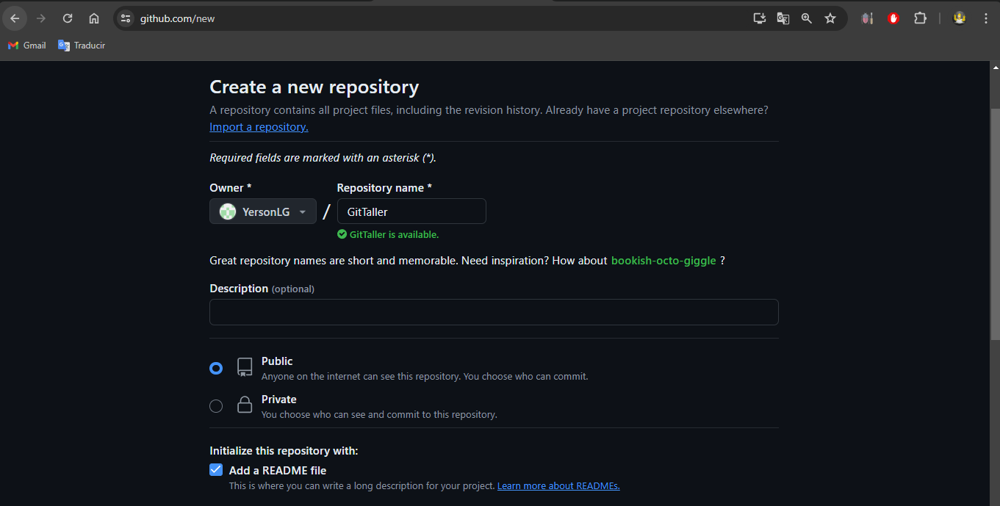 github.com/new
Gmail Traducir
Create a new repository
A repository contains all project files, including the revision history. Already have a project repository elsewhere?
Import a repository.
Required fields are marked with an asterisk (*).
Owner * Repository name *
YersonLG / GitTaller
GitTaller is available.
Great repository names are short and memorable. Need inspiration? How about bookish-octo-giggle ?
Description (optional)
Public
Anyone on the internet can see this repository. You choose who can commit.
Private
You choose who can see and commit to this repository.
Initialize this repository with:
Add a README file
This is where you can write a long description for your project. Learn more about READMEs.